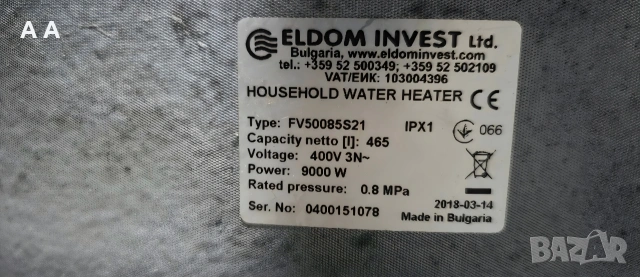 A A
ELDOM INVEST Ltd.
Bulgaria, www.eldominvest.com
tel.: +359 52 500349; +359 52 502109
VAT/ЕИК: 103004396
HOUSEHOLD WATER HEATER CE
Type: FV50085S21 IPX1 066
Capacity netto [l]: 465
Voltage: 400V 3N~
Power: 9000 W
Rated pressure: 0.8 MPa
Ser. No: 0400151078
2018-03-14
Made in Bulgaria
BAZAR